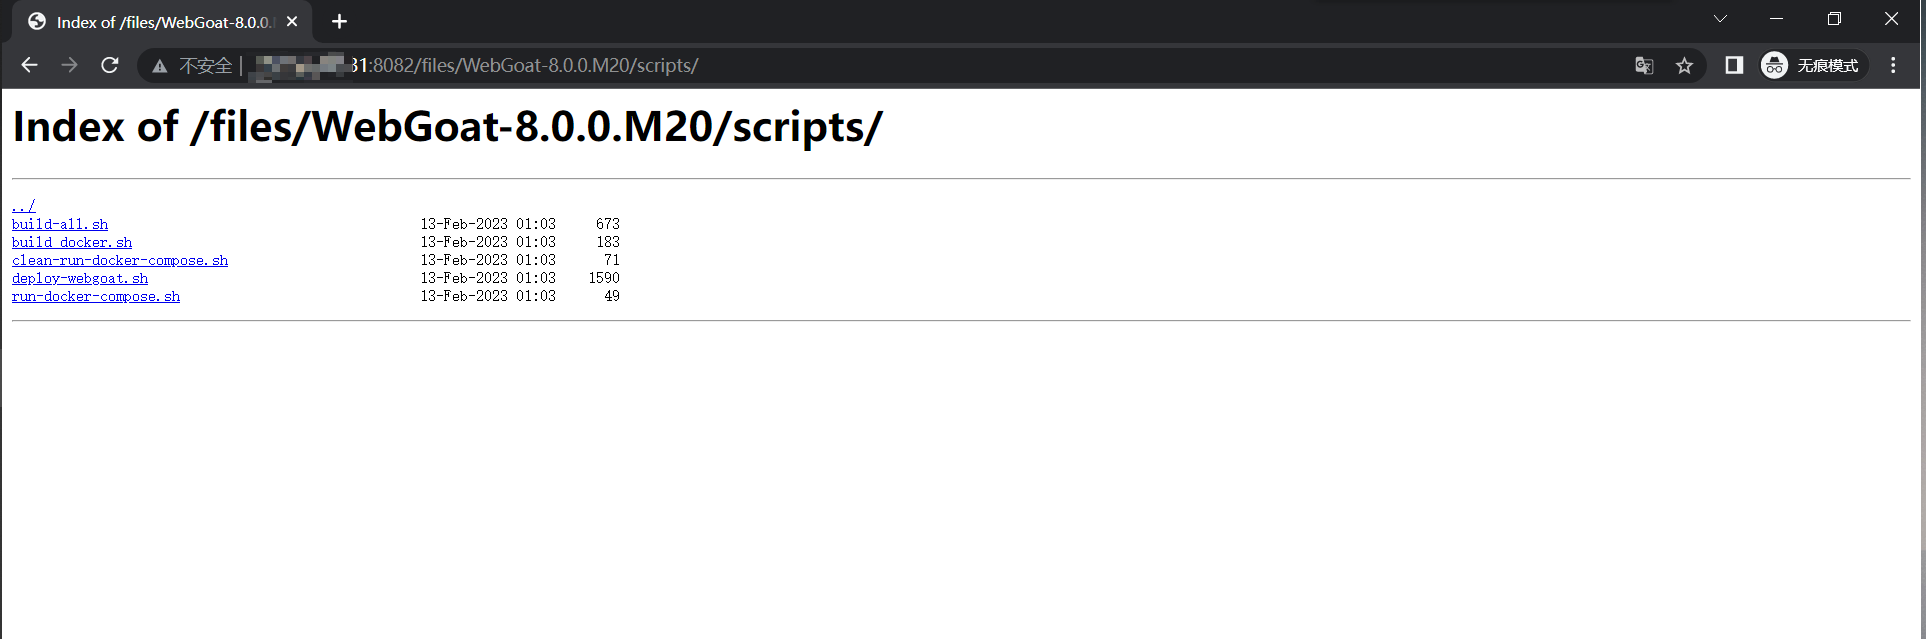 Index of /files/WebGoat-8.0.0.
不安全 | 31:8082/files/WebGoat-8.0.0.M20/scripts/
无痕模式
Index of /files/WebGoat-8.0.0.M20/scripts/
../
build-all.sh 13-Feb-2023 01:03 673
build_docker.sh 13-Feb-2023 01:03 183
clean-run-docker-compose.sh 13-Feb-2023 01:03 71
deploy-webgoat.sh 13-Feb-2023 01:03 1590
run-docker-compose.sh 13-Feb-2023 01:03 49